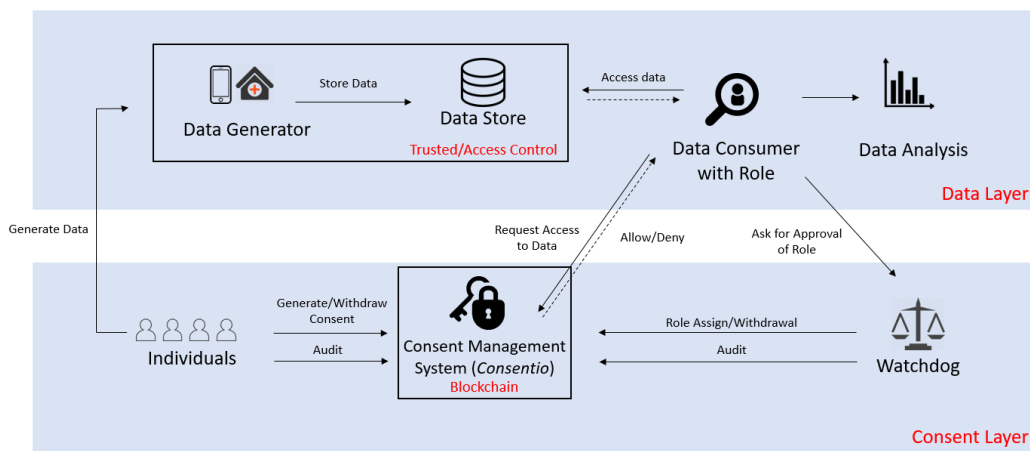 Store Data
Access data
Data Generator
Data Store
Trusted/Access Control
Data Consumer
with Role
Data Analysis
Data Layer
Generate Data
Request Access
to Data
Allow/Deny
Ask for Approval
of Role
Generate/Withdraw
Consent
Audit
Individuals
Consent Management
System (Consentio)
Blockchain
Role Assign/Withdrawal
Audit
Watchdog
Consent Layer